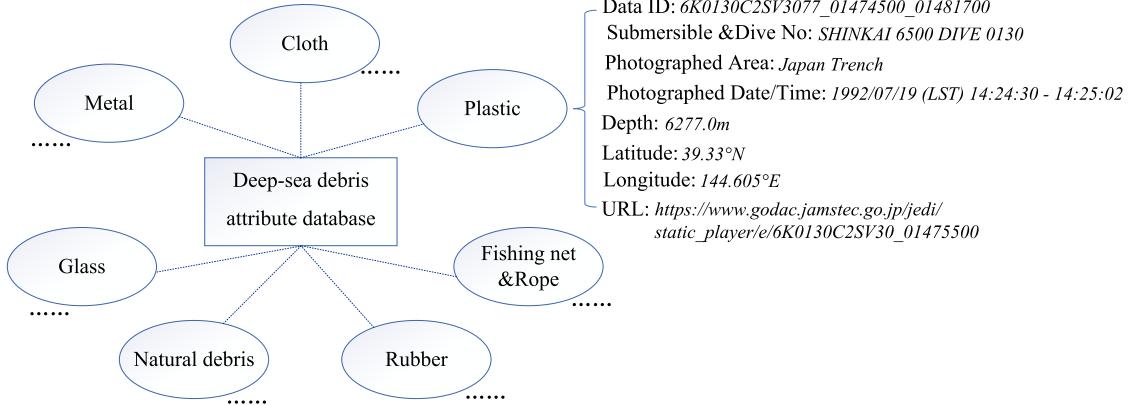 Cloth
……
Metal
……
Plastic
Deep-sea debris
attribute database
Glass
……
Fishing net
&Rope
……
Natural debris
……
Rubber
……
Data ID: 6K0130C2SV3077_01474500_01481700
Submersible &Dive No: SHINKAI 6500 DIVE 0130
Photographed Area: Japan Trench
Photographed Date/Time: 1992/07/19 (LST) 14:24:30 - 14:25:02
Depth: 6277.0m
Latitude: 39.33°N
Longitude: 144.605°E
URL: https://www.godac.jamstec.go.jp/jedi/
static_player/e/6K0130C2SV30_01475500